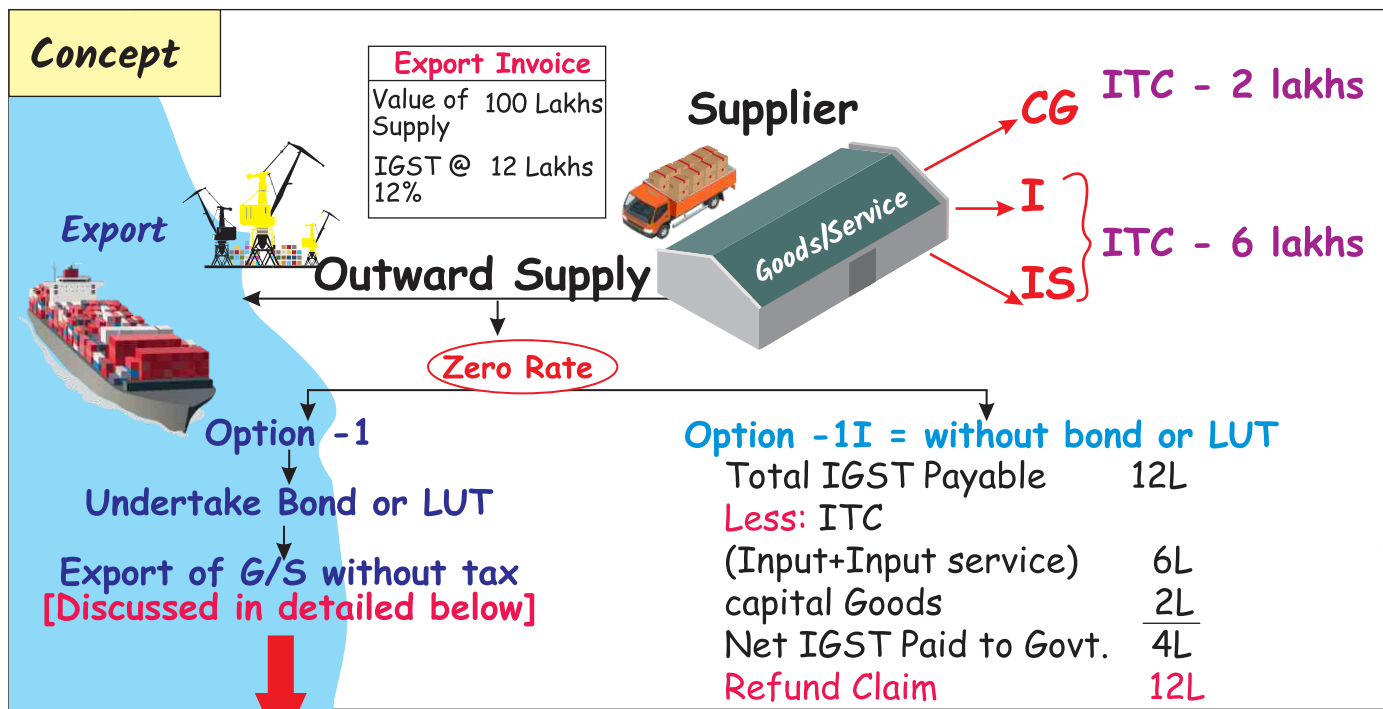 Concept
Export Invoice
Value of Supply 100 Lakhs
IGST @ 12% 12 Lakhs
Supplier
Goods/Service
CG
ITC - 2 lakhs
I
IS
ITC - 6 lakhs
Export
Outward Supply
Zero Rate
Option -1
Undertake Bond or LUT
Export of G/S without tax
[Discussed in detailed below]
Option -1I = without bond or LUT
Total IGST Payable 12L
Less: ITC
(Input+Input service) 6L
capital Goods 2L
Net IGST Paid to Govt. 4L
Refund Claim 12L